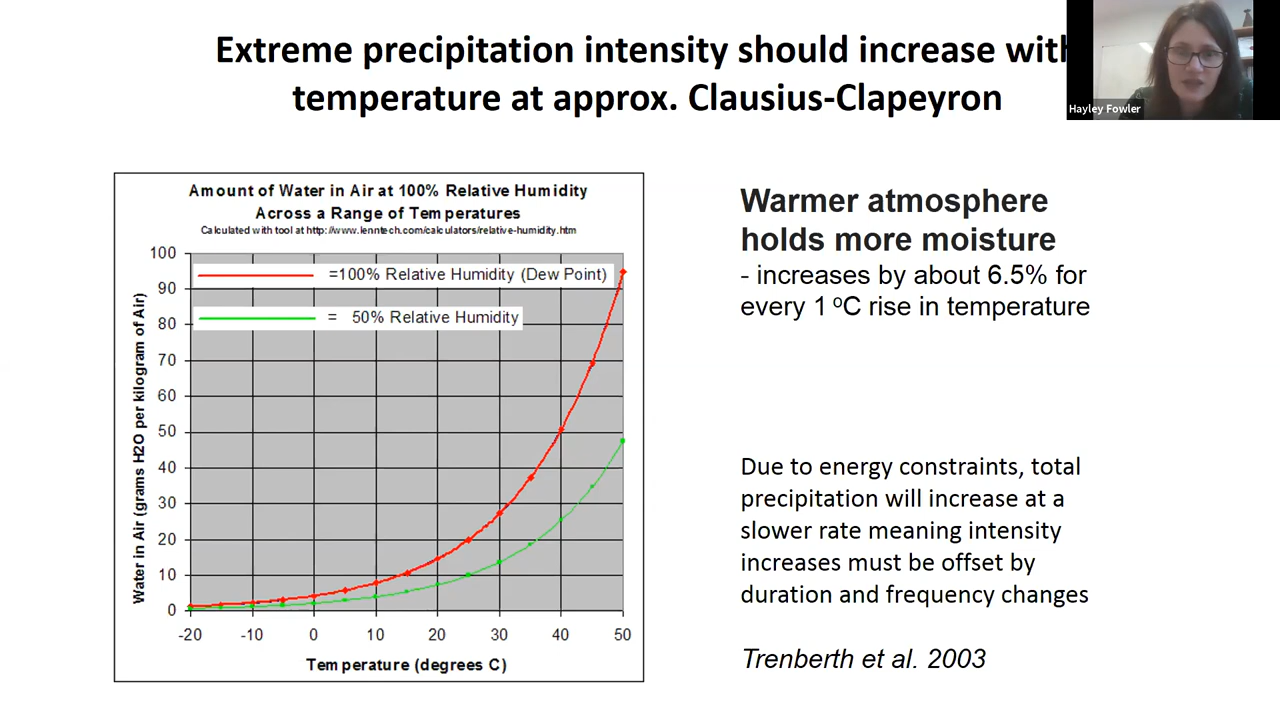 Extreme precipitation intensity should increase with
temperature at approx. Clausius-Clapeyron
Hayley Fowler
Amount of Water in Air at 100% Relative Humidity
Across a Range of Temperatures
Calculated with tool at http://www.lenntech.com/calculators/relative-humidity.htm
=100% Relative Humidity (Dew Point)
= 50% Relative Humidity
Water in Air (grams H2O per kilogram of Air)
100
90
80
70
60
50
40
30
20
10
0
-20 -10 0 10 20 30 40 50
Temperature (degrees C)
Warmer atmosphere
holds more moisture
- increases by about 6.5% for
every 1 ºC rise in temperature
Due to energy constraints, total
precipitation will increase at a
slower rate meaning intensity
increases must be offset by
duration and frequency changes
Trenberth et al. 2003